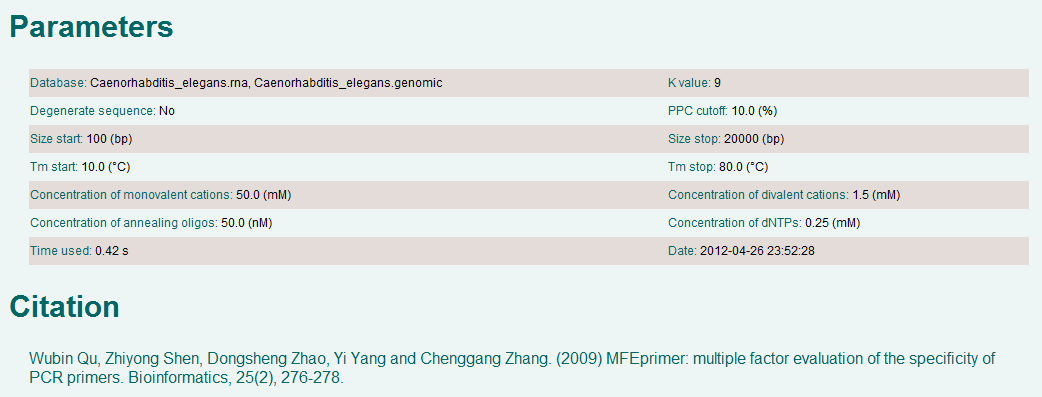 Parameters
Database: Caenorhabditis_elegans.rna, Caenorhabditis_elegans.genomic K value: 9
Degenerate sequence: No PPC cutoff: 10.0 (%)
Size start: 100 (bp) Size stop: 20000 (bp)
Tm start: 10.0 (°C) Tm stop: 80.0 (°C)
Concentration of monovalent cations: 50.0 (mM) Concentration of divalent cations: 1.5 (mM)
Concentration of annealing oligos: 50.0 (nM) Concentration of dNTPs: 0.25 (mM)
Time used: 0.42 s Date: 2012-04-26 23:52:28
Citation
Wubin Qu, Zhiyong Shen, Dongsheng Zhao, Yi Yang and Chenggang Zhang. (2009) MFEprimer: multiple factor evaluation of the specificity of
PCR primers. Bioinformatics, 25(2), 276-278.